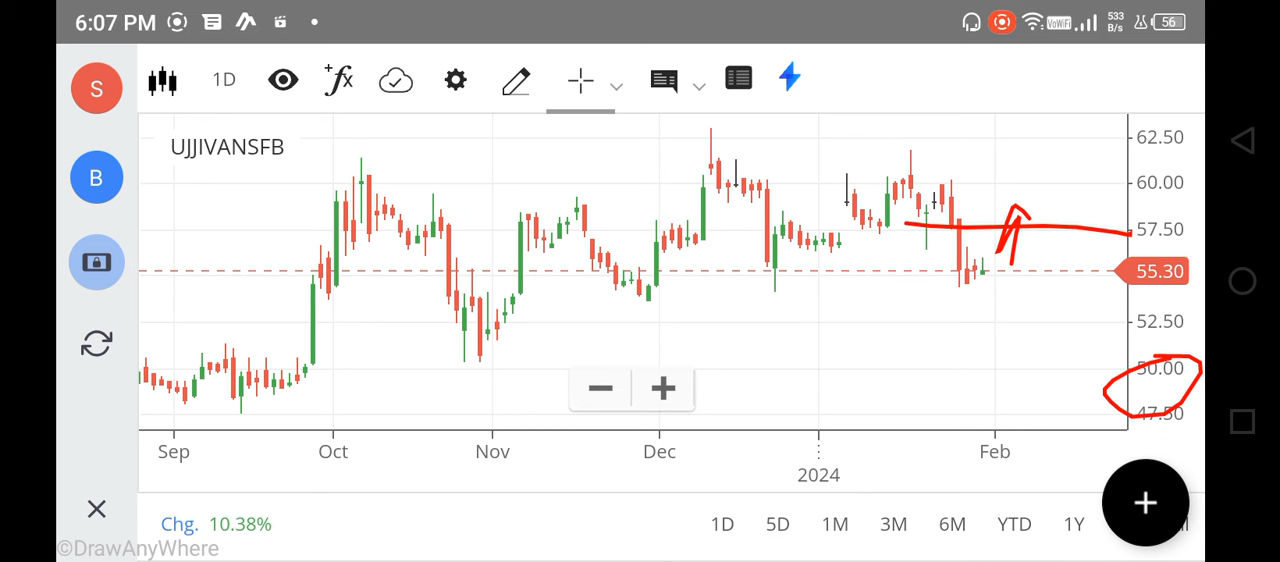 6:07 PM
VoWiFi
533
B/s
56
S
1D
+fx
UJJIVANSFB
B
62.50
60.00
57.50
55.30
52.50
50.00
47.50
Sep Oct Nov Dec Feb
2024
Chg. 10.38%
1D 5D 1M 3M 6M YTD 1Y
©DrawAnyWhere